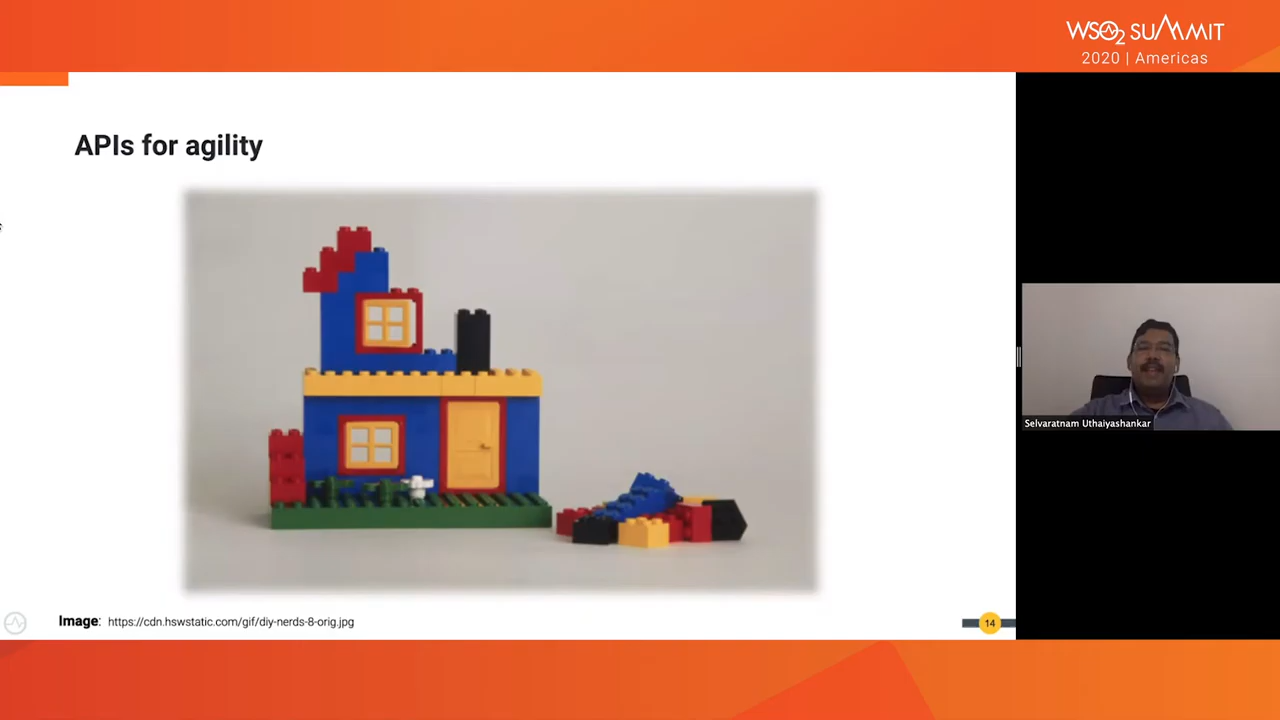 WSO2 SUMMIT
2020 | Americas
APIs for agility
Selvaratnam Uthaiyashankar
Image: https://cdn.hswstatic.com/gif/diy-nerds-8-orig.jpg
14